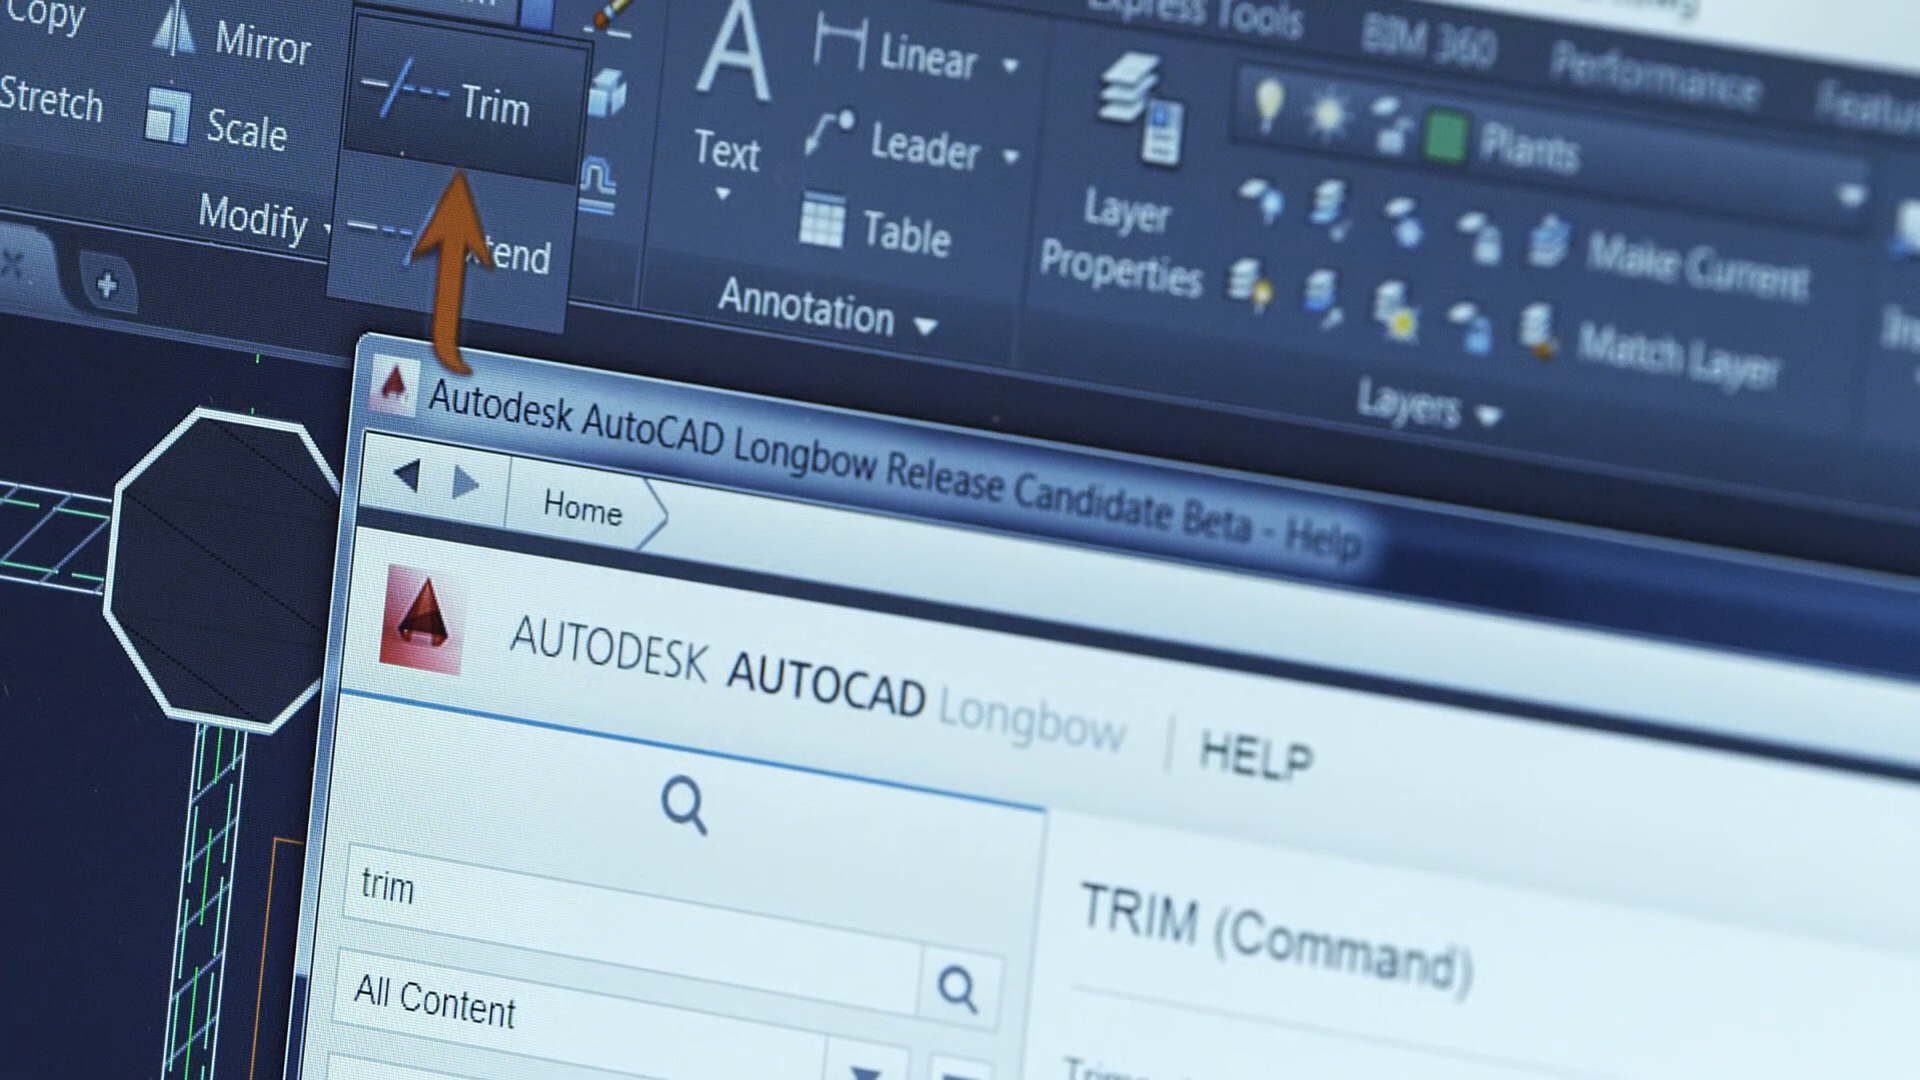 Copy
Mirror
Stretch
Scale
Modify
Trim
tend
A
Text
Linear
Leader
Table
Annotation
Express Tools
BIM 360
Performance
Layer
Properties
Plants
Make Current
Match Layer
Layers
Autodesk AutoCAD Longbow Release Candidate Beta - Help
Home
AUTODESK AUTOCAD Longbow | HELP
trim
All Content
TRIM (Command)